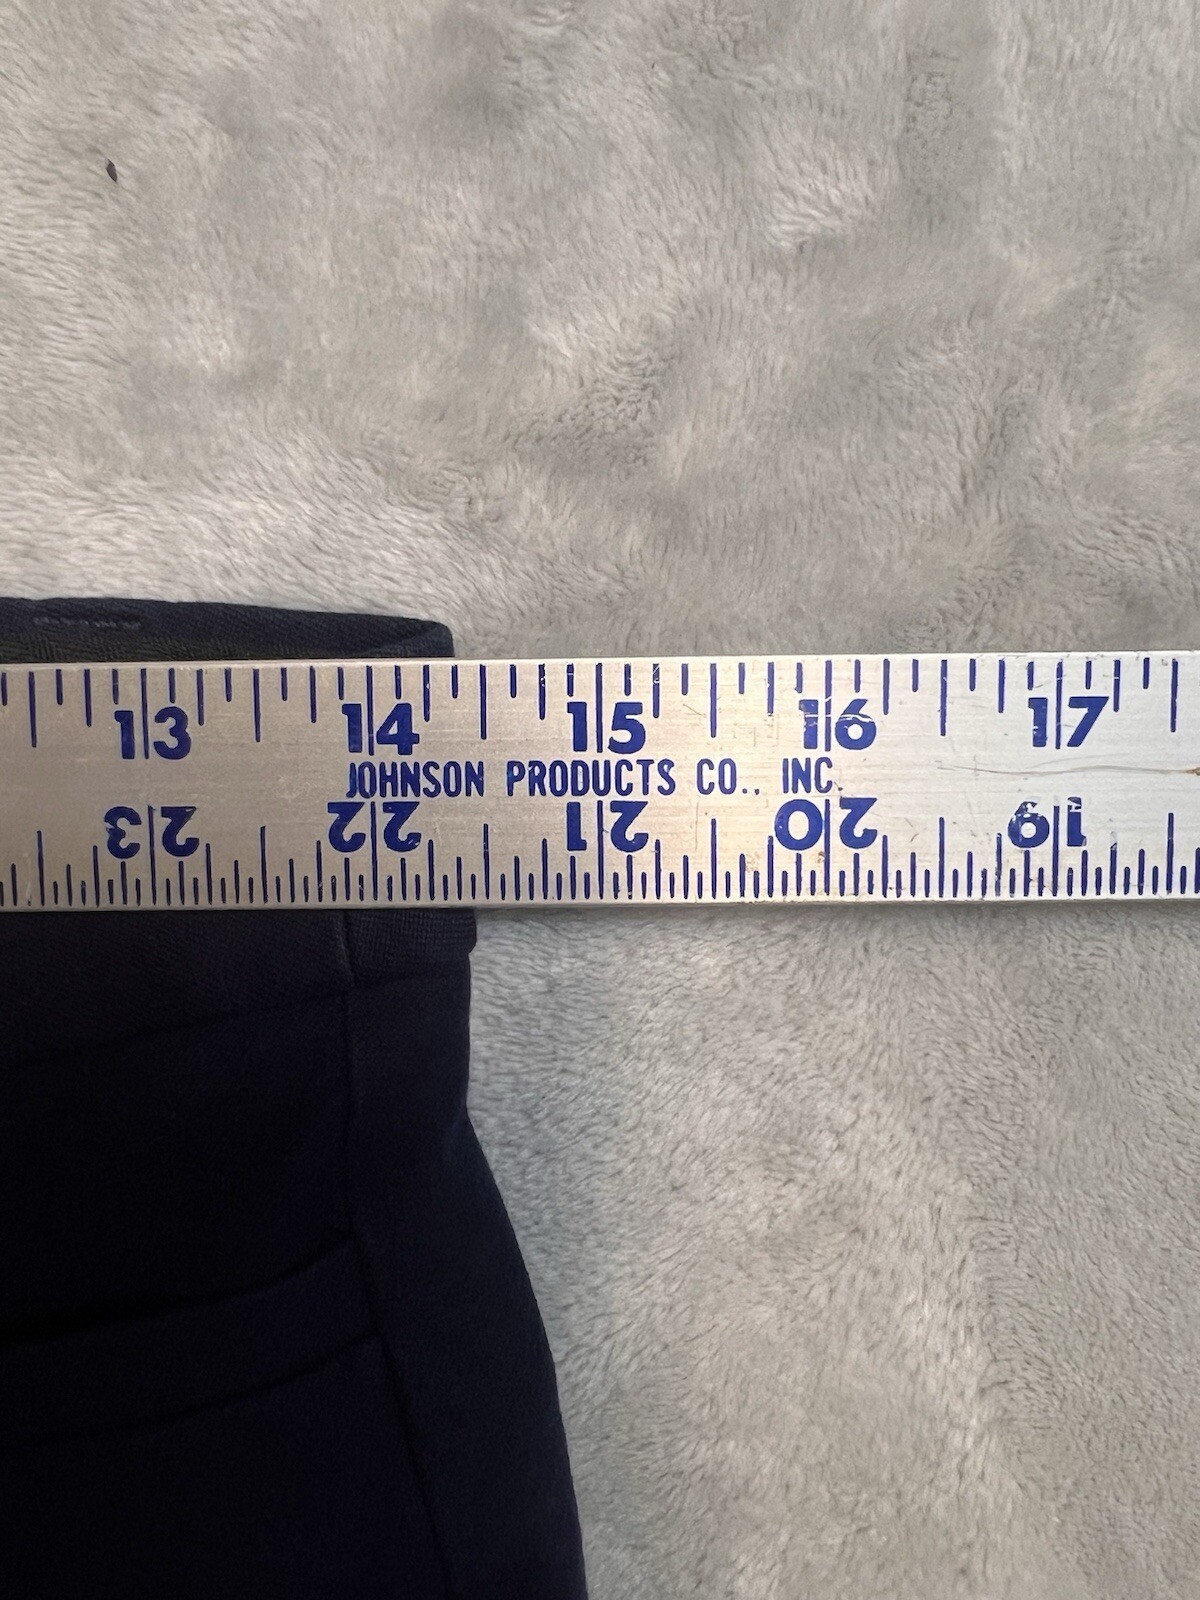 13 14 15 16 17
JOHNSON PRODUCTS CO., INC.
23 22 21 20 19